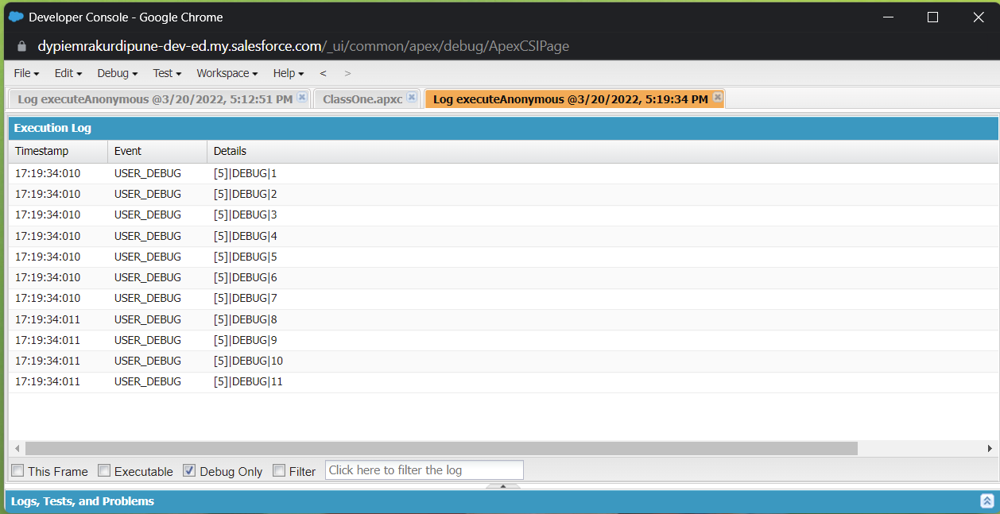 Developer Console - Google Chrome
dypiemrakurdipune-dev-ed.my.salesforce.com/_ui/common/apex/debug/ApexCSIPage
File Edit Debug Test Workspace Help < >
Log executeAnonymous @3/20/2022, 5:12:51 PM ClassOne.apxc Log executeAnonymous @3/20/2022, 5:19:34 PM
Execution Log
Timestamp Event Details
17:19:34:010 USER_DEBUG [5]|DEBUG|1
17:19:34:010 USER_DEBUG [5]|DEBUG|2
17:19:34:010 USER_DEBUG [5]|DEBUG|3
17:19:34:010 USER_DEBUG [5]|DEBUG|4
17:19:34:010 USER_DEBUG [5]|DEBUG|5
17:19:34:010 USER_DEBUG [5]|DEBUG|6
17:19:34:010 USER_DEBUG [5]|DEBUG|7
17:19:34:011 USER_DEBUG [5]|DEBUG|8
17:19:34:011 USER_DEBUG [5]|DEBUG|9
17:19:34:011 USER_DEBUG [5]|DEBUG|10
17:19:34:011 USER_DEBUG [5]|DEBUG|11
This Frame Executable Debug Only Filter Click here to filter the log
Logs, Tests, and Problems